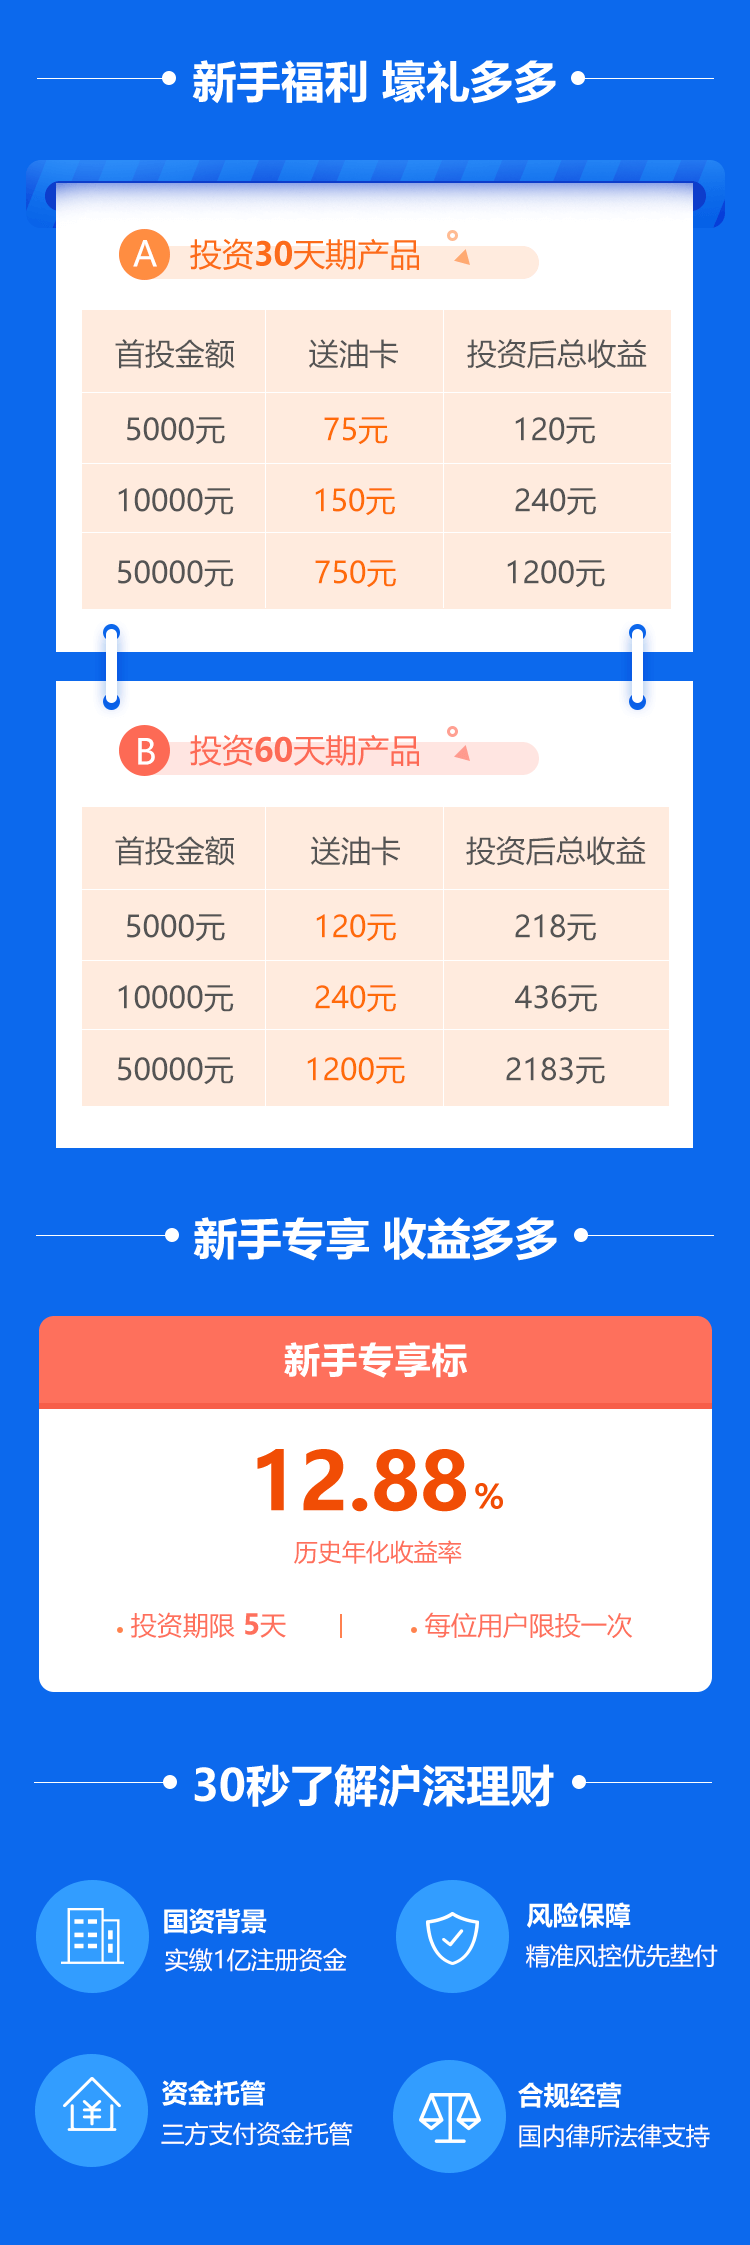 新手福利 壕礼多多
A 投资30天期产品
首投金额 送油卡 投资后总收益
5000元 75元 120元
10000元 150元 240元
50000元 750元 1200元
B 投资60天期产品
首投金额 送油卡 投资后总收益
5000元 120元 218元
10000元 240元 436元
50000元 1200元 2183元
新手专享 收益多多
新手专享标
12.88%
历史年化收益率
· 投资期限 5天 | · 每位用户限投一次
30秒了解沪深理财
国资背景
实缴1亿注册资金
风险保障
精准风控优先垫付
资金托管
三方支付资金托管
合规经营
国内律所法律支持